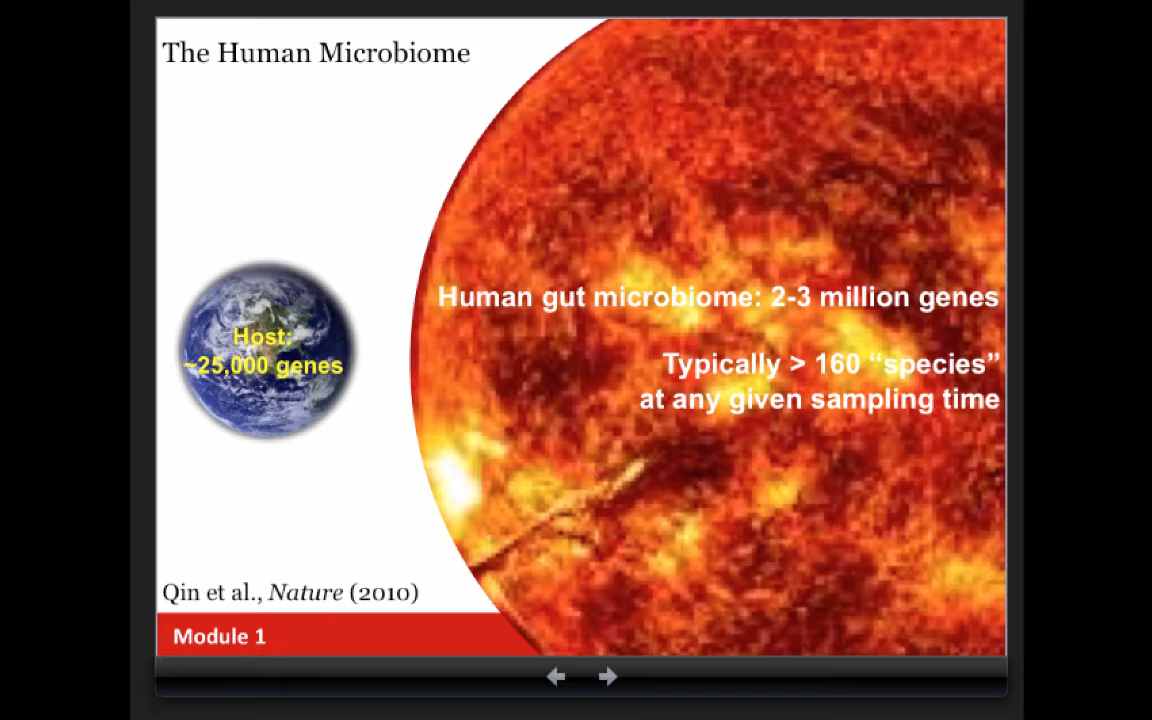 The Human Microbiome
Host:
~25,000 genes
Human gut microbiome: 2-3 million genes
Typically > 160 “species”
at any given sampling time
Qin et al., Nature (2010)
Module 1